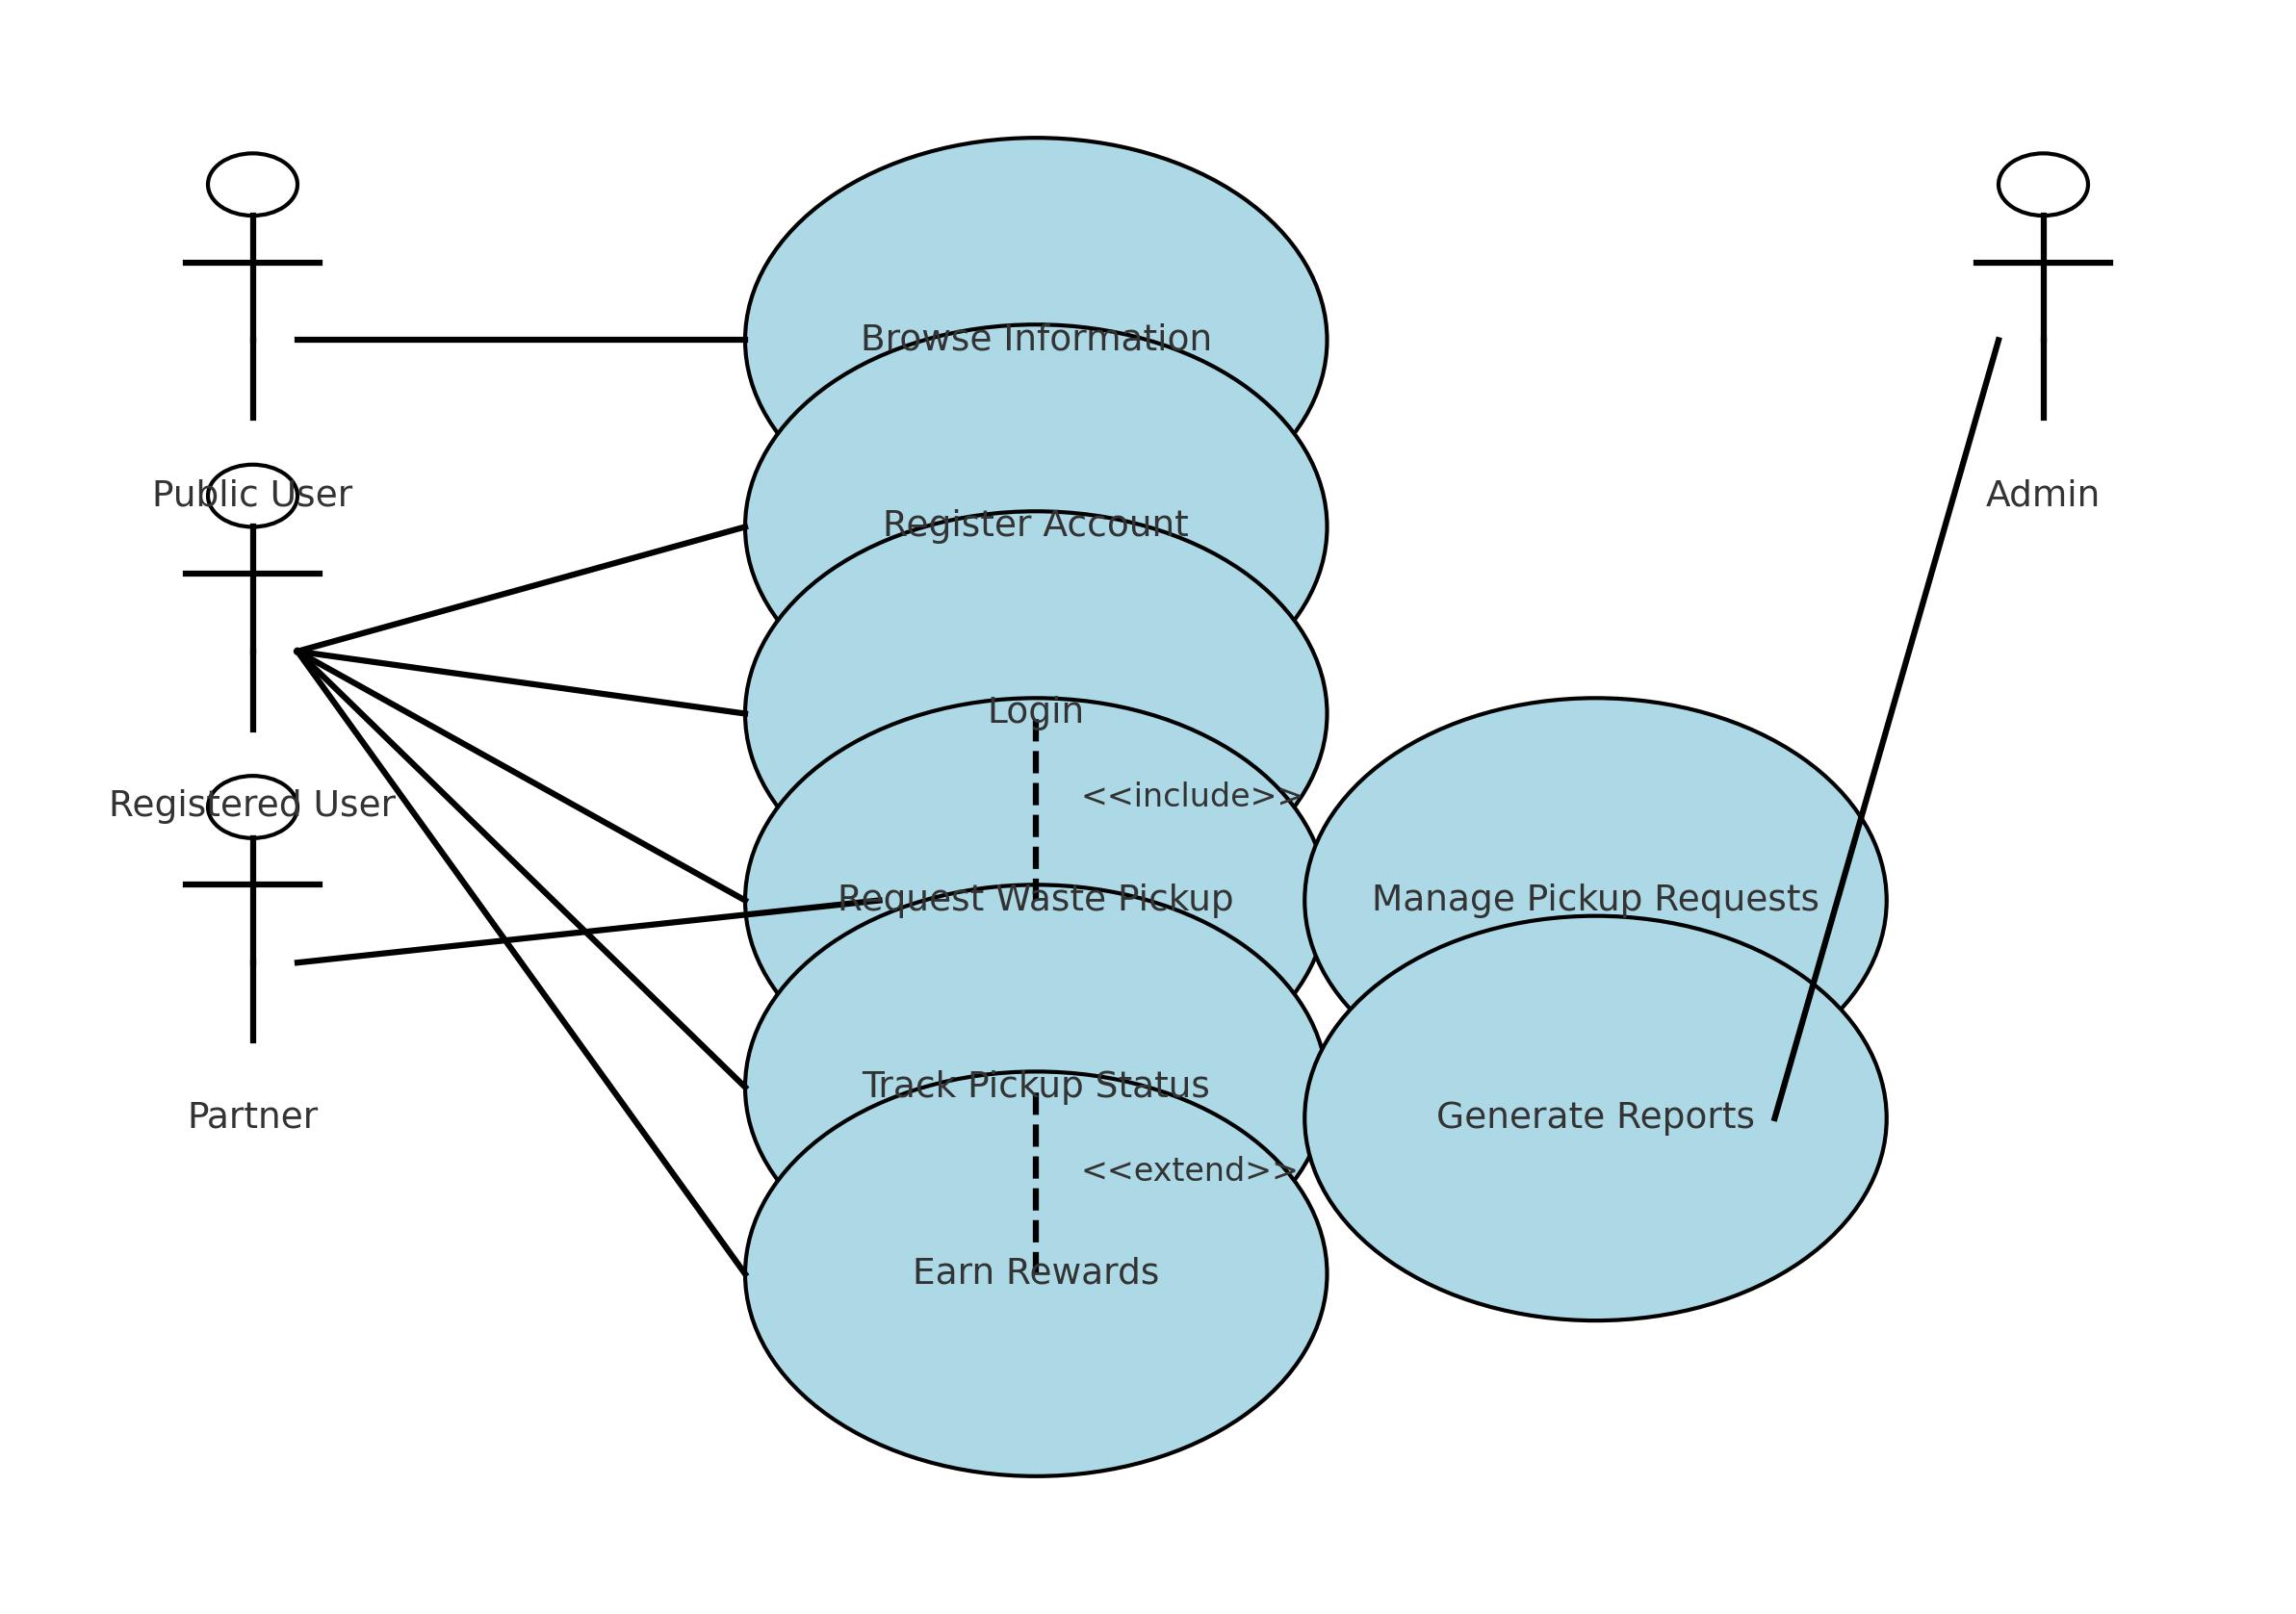 Browse Information
Public User
Admin
Register Account
Login
<<include>>
Registered User
Request Waste Pickup
Manage Pickup Requests
Track Pickup Status
Partner
Generate Reports
<<extend>>
Earn Rewards